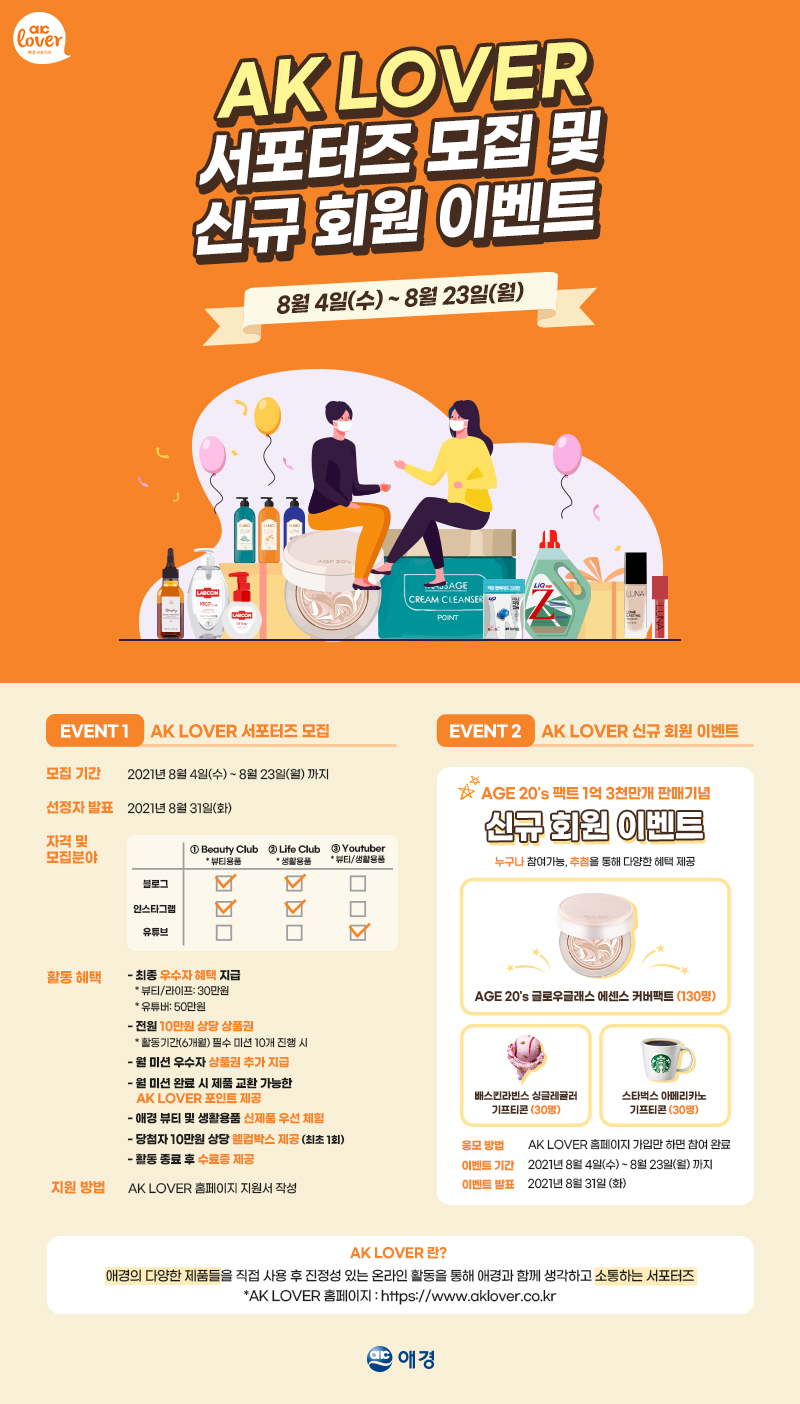 AK
lover
AK LOVER
서포터즈 모집 및
신규 회원 이벤트
8월 4일(수) ~ 8월 23일(월)
AGE 20's
LABCCIN
LABCCIN
MASSAGE
CREAM CLEANSER
POINT
LiQ
Z
LUNA
LONG
LASTING
LUNA
EVENT 1 AK LOVER 서포터즈 모집
모집 기간 2021년 8월 4일(수) ~ 8월 23일(월) 까지
선정자 발표 2021년 8월 31일(화)
자격 및
모집분야
① Beauty Club ② Life Club ③ Youtuber
* 뷰티용품 * 생활용품 * 뷰티/생활용품
블로그
인스타그램
유튜브
활동 혜택
- 최종 우수자 혜택 지급
* 뷰티/라이프: 30만원
* 유튜버: 50만원
- 전원 10만원 상당 상품권
* 활동기간(6개월) 필수 미션 10개 진행 시
- 월 미션 우수자 상품권 추가 지급
- 월 미션 완료 시 제품 교환 가능한
AK LOVER 포인트 제공
- 애경 뷰티 및 생활용품 신제품 우선 체험
- 당첨자 10만원 상당 웰컴박스 제공 (최초 1회)
- 활동 종료 후 수료증 제공
지원 방법 AK LOVER 홈페이지 지원서 작성
EVENT 2 AK LOVER 신규 회원 이벤트
AGE 20's 팩트 1억 3천만개 판매기념
신규 회원 이벤트
누구나 참여가능, 추첨을 통해 다양한 혜택 제공
AGE 20's 글로우글래스 에센스 커버팩트 (130명)
배스킨라빈스 싱글레귤러
기프티콘 (30명)
스타벅스 아메리카노
기프티콘 (30명)
응모 방법 AK LOVER 홈페이지 가입만 하면 참여 완료
이벤트 기간 2021년 8월 4일(수) ~ 8월 23일(월) 까지
이벤트 발표 2021년 8월 31일 (화)
AK LOVER 란?
애경의 다양한 제품들을 직접 사용 후 진정성 있는 온라인 활동을 통해 애경과 함께 생각하고 소통하는 서포터즈
*AK LOVER 홈페이지 : https://www.aklover.co.kr
AK 애경